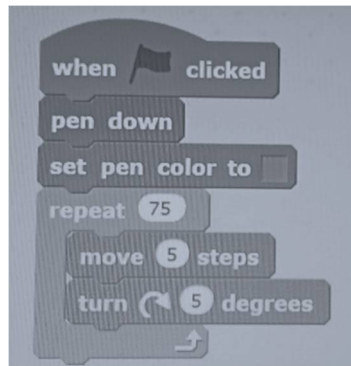 when clicked
pen down
set pen color to
repeat 75
move 5 steps
turn 5 degrees